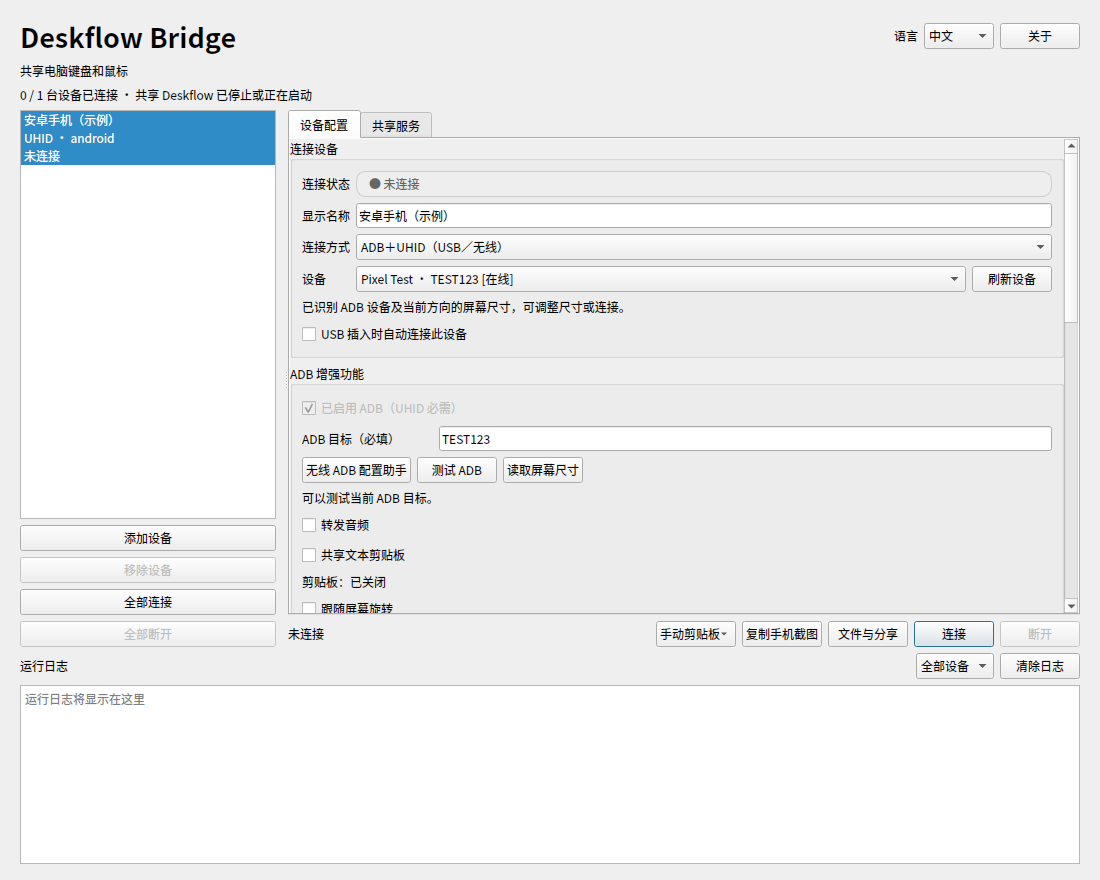 Deskflow Bridge
语言 中文 关于
共享电脑键盘和鼠标
0 / 1 台设备已连接 · 共享 Deskflow 已停止或正在启动
安卓手机（示例）
UHID · android
未连接
添加设备
移除设备
全部连接
全部断开
设备配置 共享服务
连接设备
连接状态 未连接
显示名称 安卓手机（示例）
连接方式 ADB＋UHID（USB／无线）
设备 Pixel Test · TEST123 [在线] 刷新设备
已识别 ADB 设备及当前方向的屏幕尺寸，可调整尺寸或连接。
USB 插入时自动连接此设备
ADB 增强功能
已启用 ADB（UHID 必需）
ADB 目标（必填） TEST123
无线 ADB 配置助手 测试 ADB 读取屏幕尺寸
可以测试当前 ADB 目标。
转发音频
共享文本剪贴板
剪贴板：已关闭
跟随屏幕旋转
未连接 手动剪贴板 复制手机截图 文件与分享 连接 断开
运行日志 全部设备 清除日志
运行日志将显示在这里